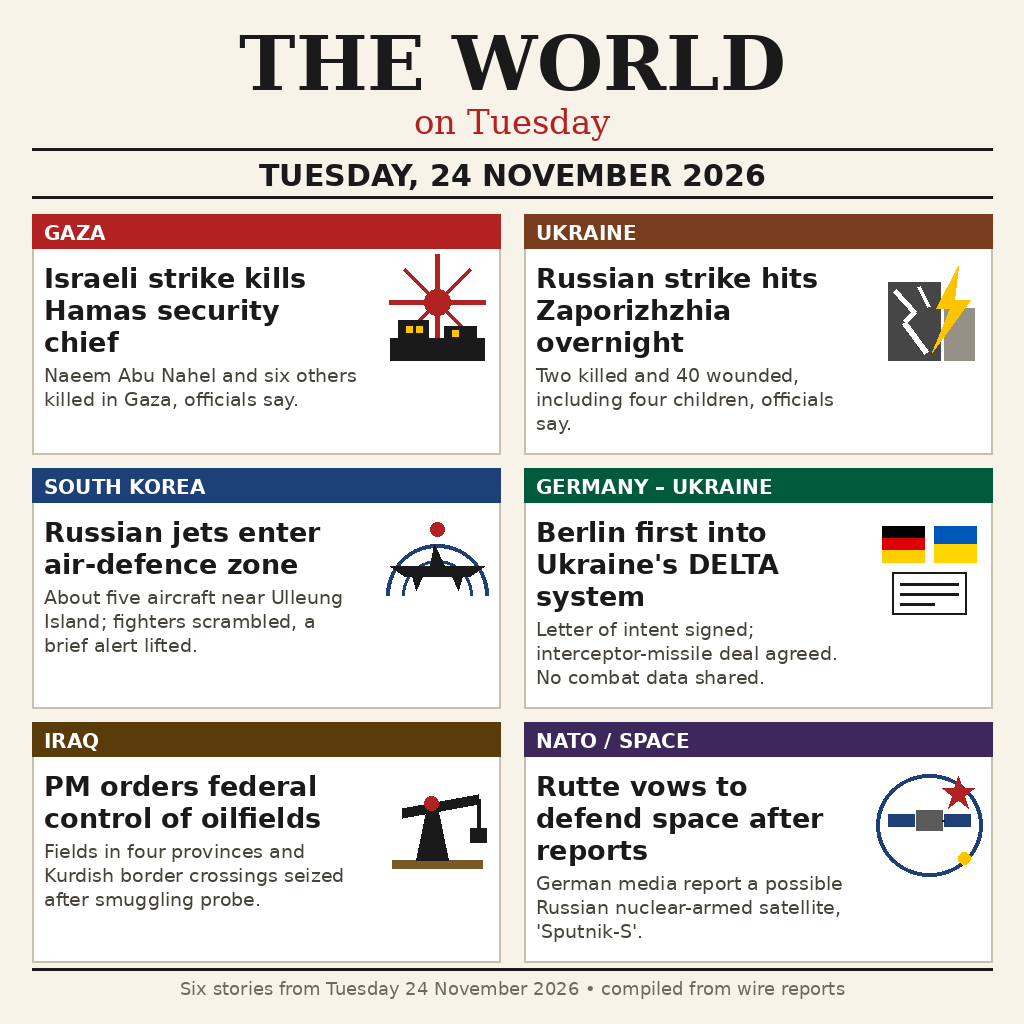 THE WORLD
on Tuesday
TUESDAY, 24 NOVEMBER 2026
GAZA
Israeli strike kills
Hamas security
chief
Naeem Abu Nahel and six others
killed in Gaza, officials say.
UKRAINE
Russian strike hits
Zaporizhzhia
overnight
Two killed and 40 wounded,
including four children, officials
say.
SOUTH KOREA
Russian jets enter
air-defence zone
About five aircraft near Ulleung
Island; fighters scrambled, a
brief alert lifted.
GERMANY – UKRAINE
Berlin first into
Ukraine's DELTA
system
Letter of intent signed;
interceptor-missile deal agreed.
No combat data shared.
IRAQ
PM orders federal
control of oilfields
Fields in four provinces and
Kurdish border crossings seized
after smuggling probe.
NATO / SPACE
Rutte vows to
defend space after
reports
German media report a possible
Russian nuclear-armed satellite,
'Sputnik-S'.
Six stories from Tuesday 24 November 2026 • compiled from wire reports